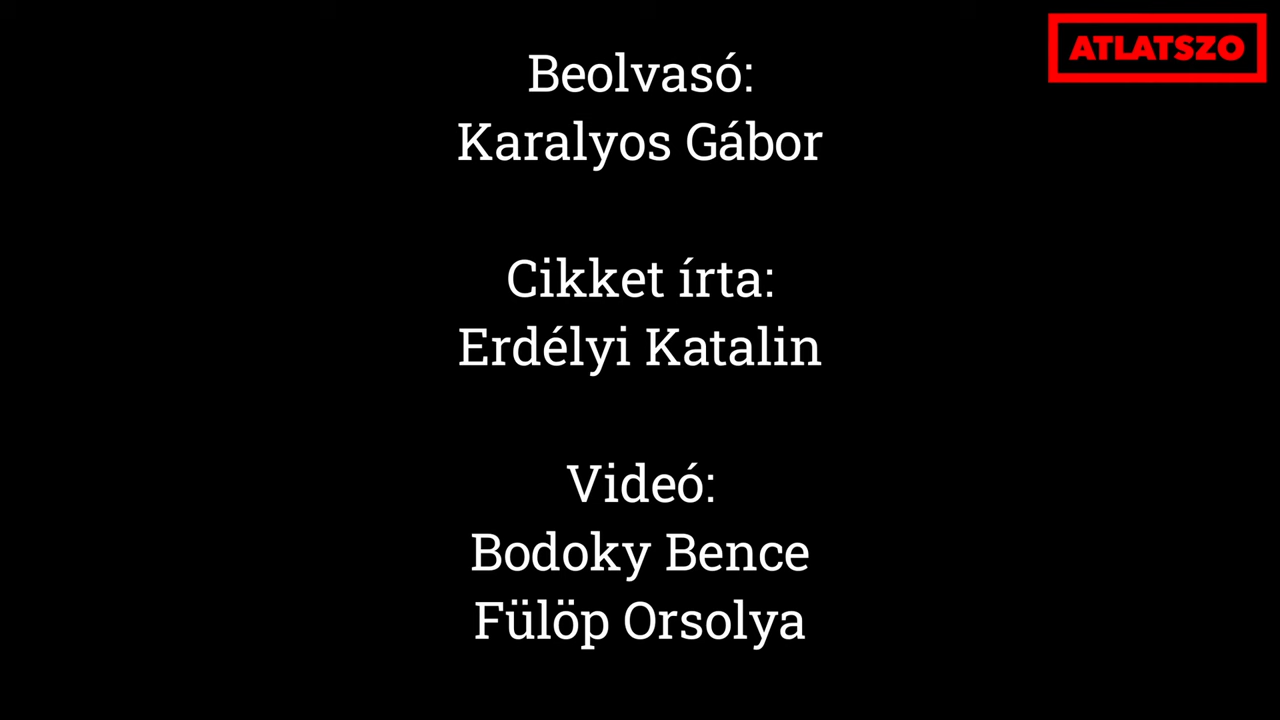 ATLATSZO
Beolvasó:
Karalyos Gábor
Cikket írta:
Erdélyi Katalin
Videó:
Bodoky Bence
Fülöp Orsolya